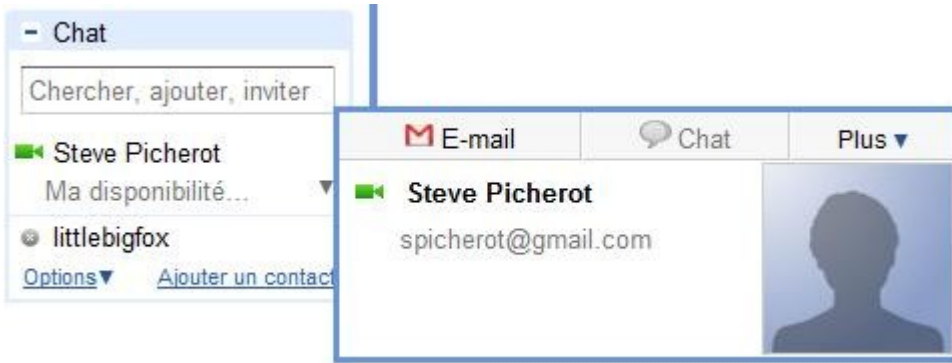 Chat
Chercher, ajouter, inviter
Steve Picherot
Ma disponibilité...
littlebigfox
Options▼ Ajouter un contact
E-mail Chat Plus ▼
Steve Picherot
spicherot@gmail.com